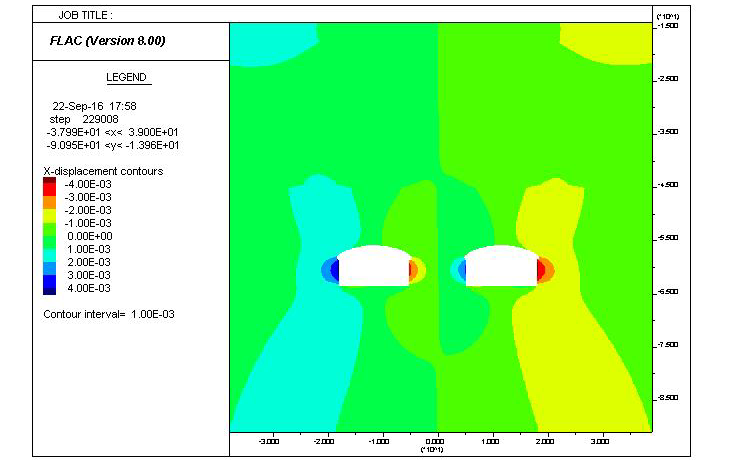 JOB TITLE :
FLAC (Version 8.00)
LEGEND
22-Sep-16 17:58
step 229008
-3.799E+01 <x< 3.900E+01
-9.095E+01 <y< -1.396E+01
X-displacement contours
-4.00E-03
-3.00E-03
-2.00E-03
-1.00E-03
0.00E+00
1.00E-03
2.00E-03
3.00E-03
4.00E-03
Contour interval= 1.00E-03
(*10^1)
-1.500
-2.500
-3.500
-4.500
-5.500
-6.500
-7.500
-8.500
-3.000 -2.000 -1.000 0.000 1.000 2.000 3.000
(*10^1)